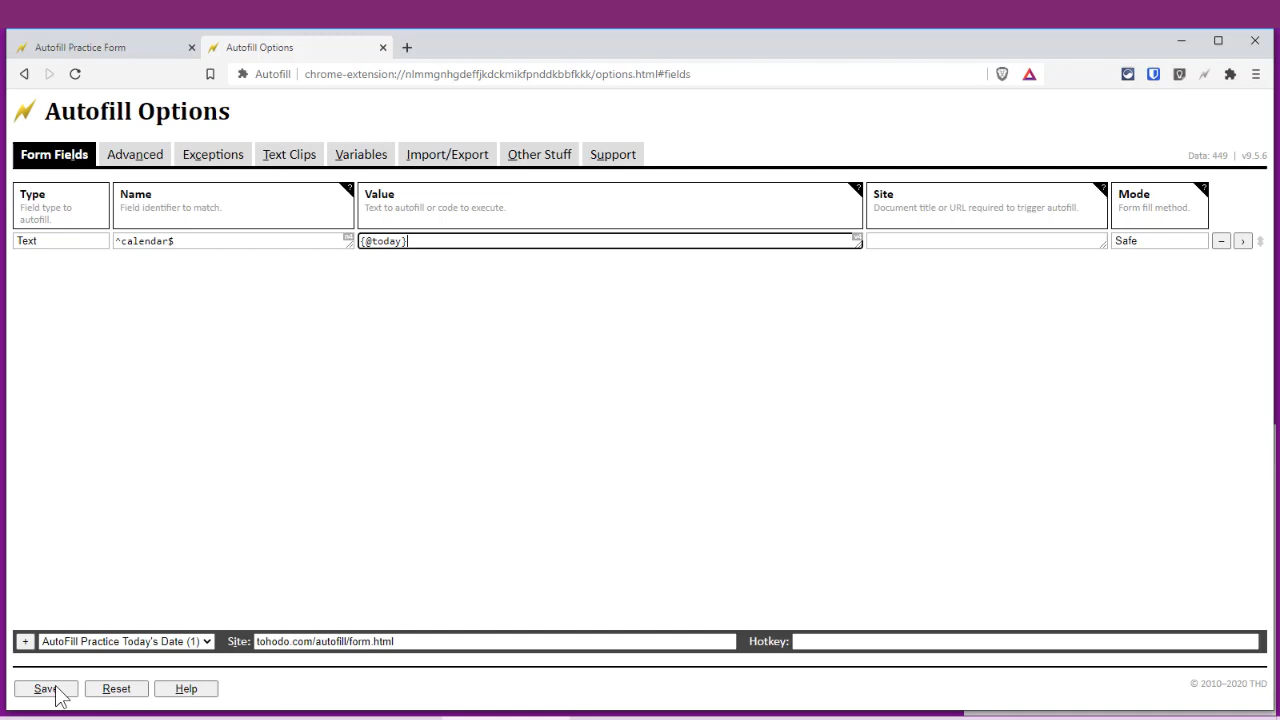 Autofill Practice Form
Autofill Options
Autofill
chrome-extension://nlmmgnhgdeffjkdckmikfpnddkbbfkkk/options.html#fields
Autofill Options
Form Fields
Advanced
Exceptions
Text Clips
Variables
Import/Export
Other Stuff
Support
Data: 449 | v9.5.6
Type
Field type to
autofill.
Name
Field identifier to match.
?
Value
Text to autofill or code to execute.
?
Site
Document title or URL required to trigger autofill.
?
Mode
Form fill method.
?
Text
^calendar$
{@today}
Safe
AutoFill Practice Today's Date (1)
Site:
tohodo.com/autofill/form.html
Hotkey:
Save
Reset
Help
© 2010–2020 THD